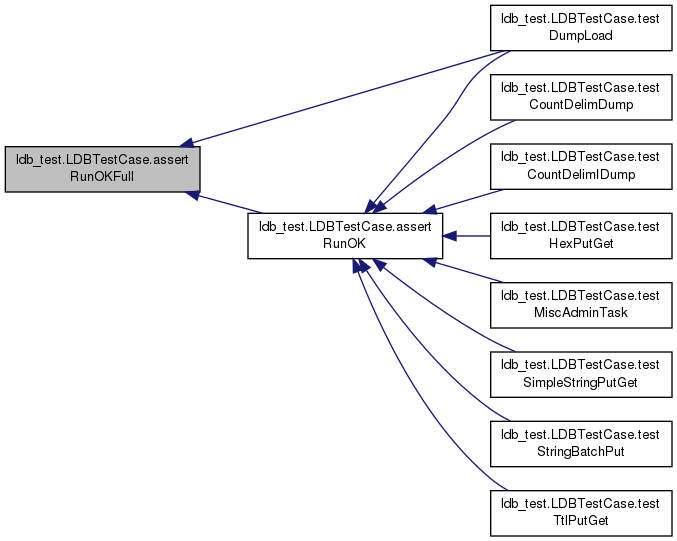 ldb_test.LDBTestCase.test
DumpLoad
ldb_test.LDBTestCase.test
CountDelimDump
ldb_test.LDBTestCase.assert
RunOKFull
ldb_test.LDBTestCase.test
CountDelimIDump
ldb_test.LDBTestCase.assert
RunOK
ldb_test.LDBTestCase.test
HexPutGet
ldb_test.LDBTestCase.test
MiscAdminTask
ldb_test.LDBTestCase.test
SimpleStringPutGet
ldb_test.LDBTestCase.test
StringBatchPut
ldb_test.LDBTestCase.test
TtlPutGet